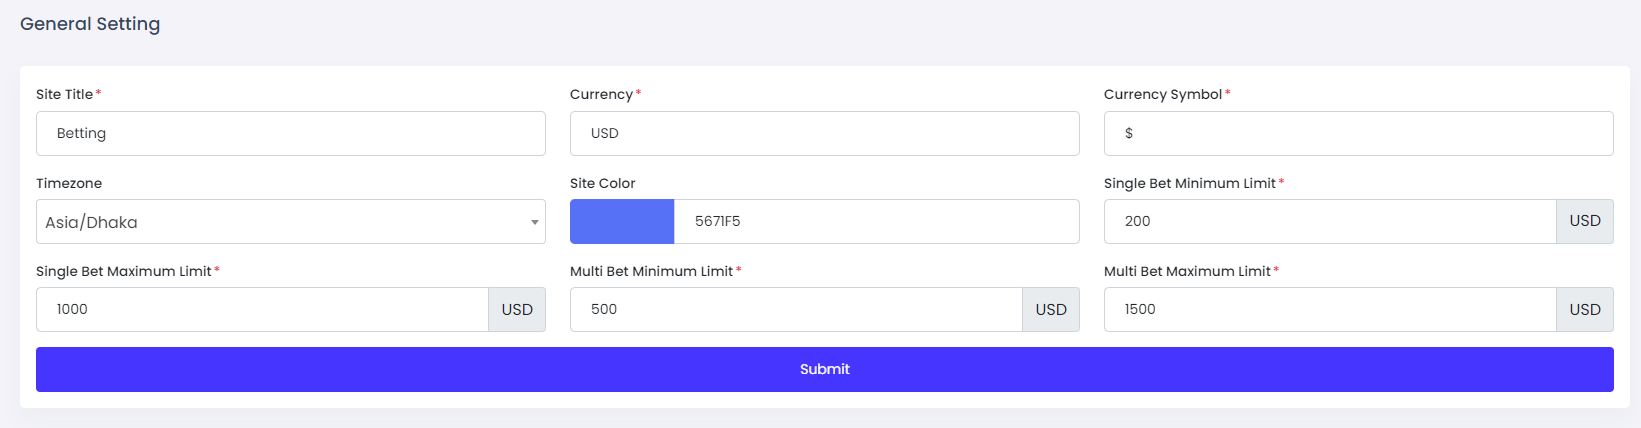 General Setting
Site Title* Currency* Currency Symbol*
Betting USD $
Timezone Site Color Single Bet Minimum Limit*
Asia/Dhaka 5671F5 200 USD
Single Bet Maximum Limit* Multi Bet Minimum Limit* Multi Bet Maximum Limit*
1000 USD 500 USD 1500 USD
Submit